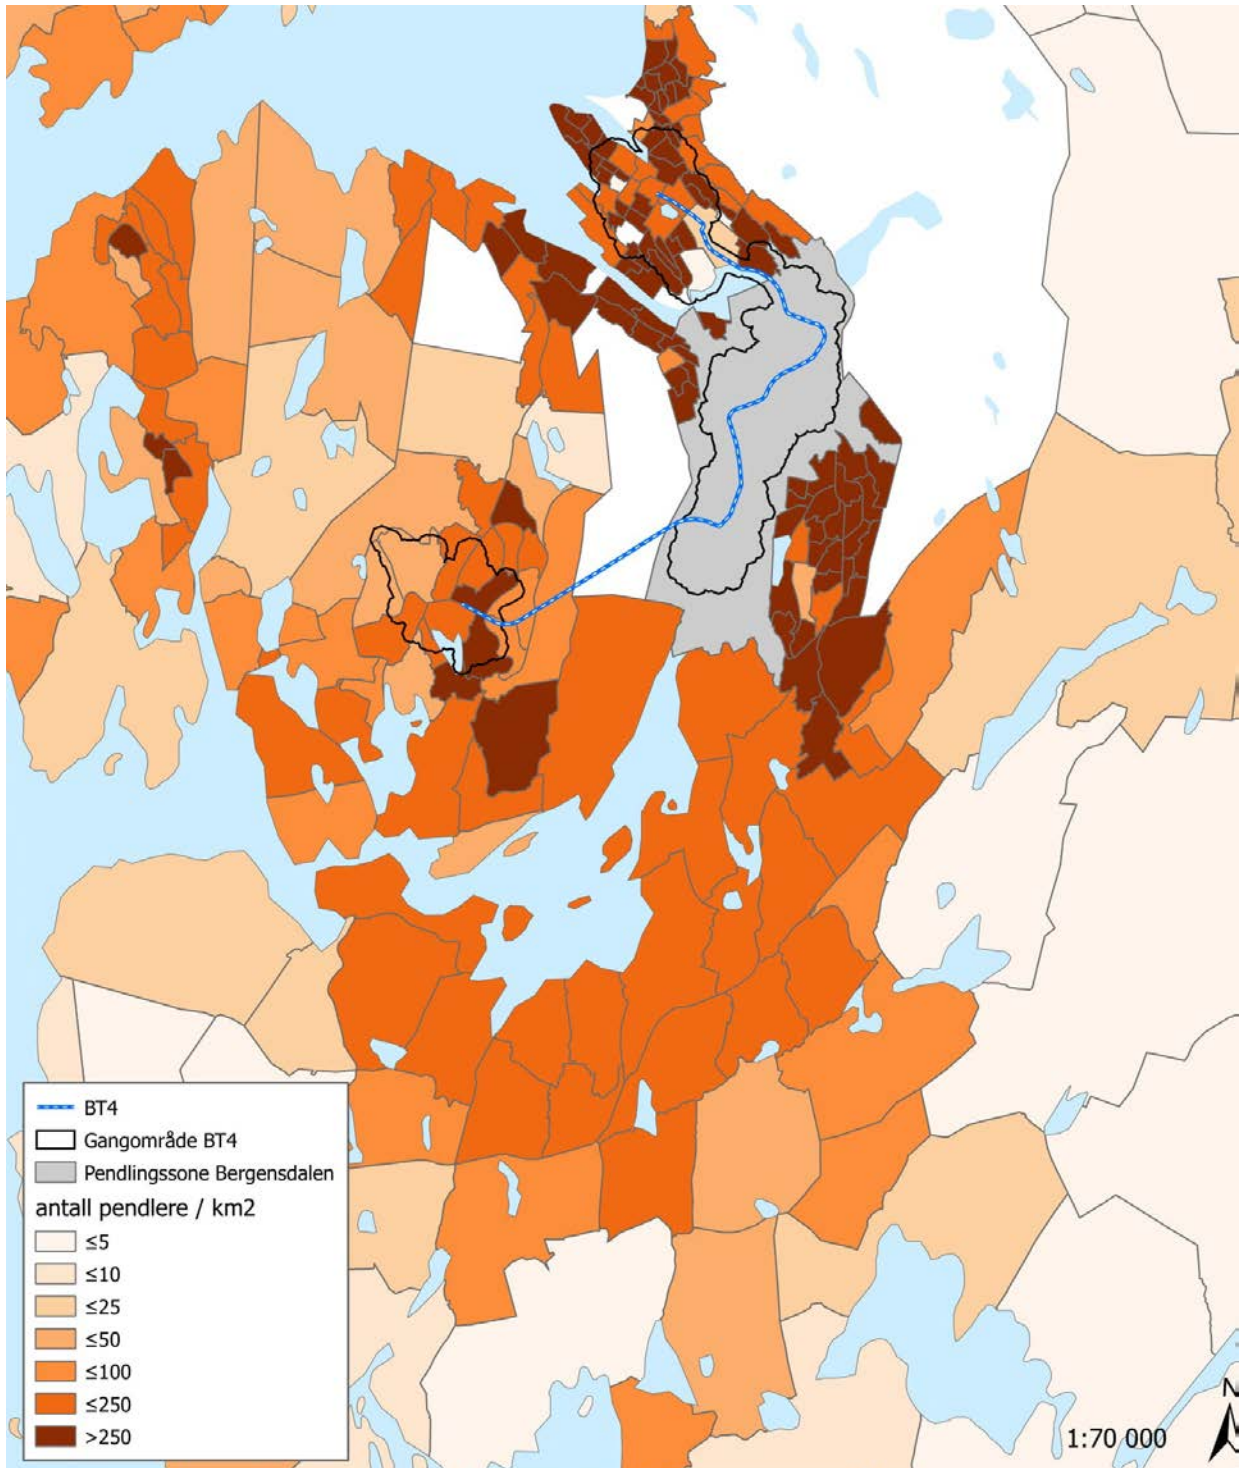 BT4
Gangområde BT4
Pendlingssone Bergensdalen
antall pendlere / km2
≤5
≤10
≤25
≤50
≤100
≤250
>250
N
1:70 000